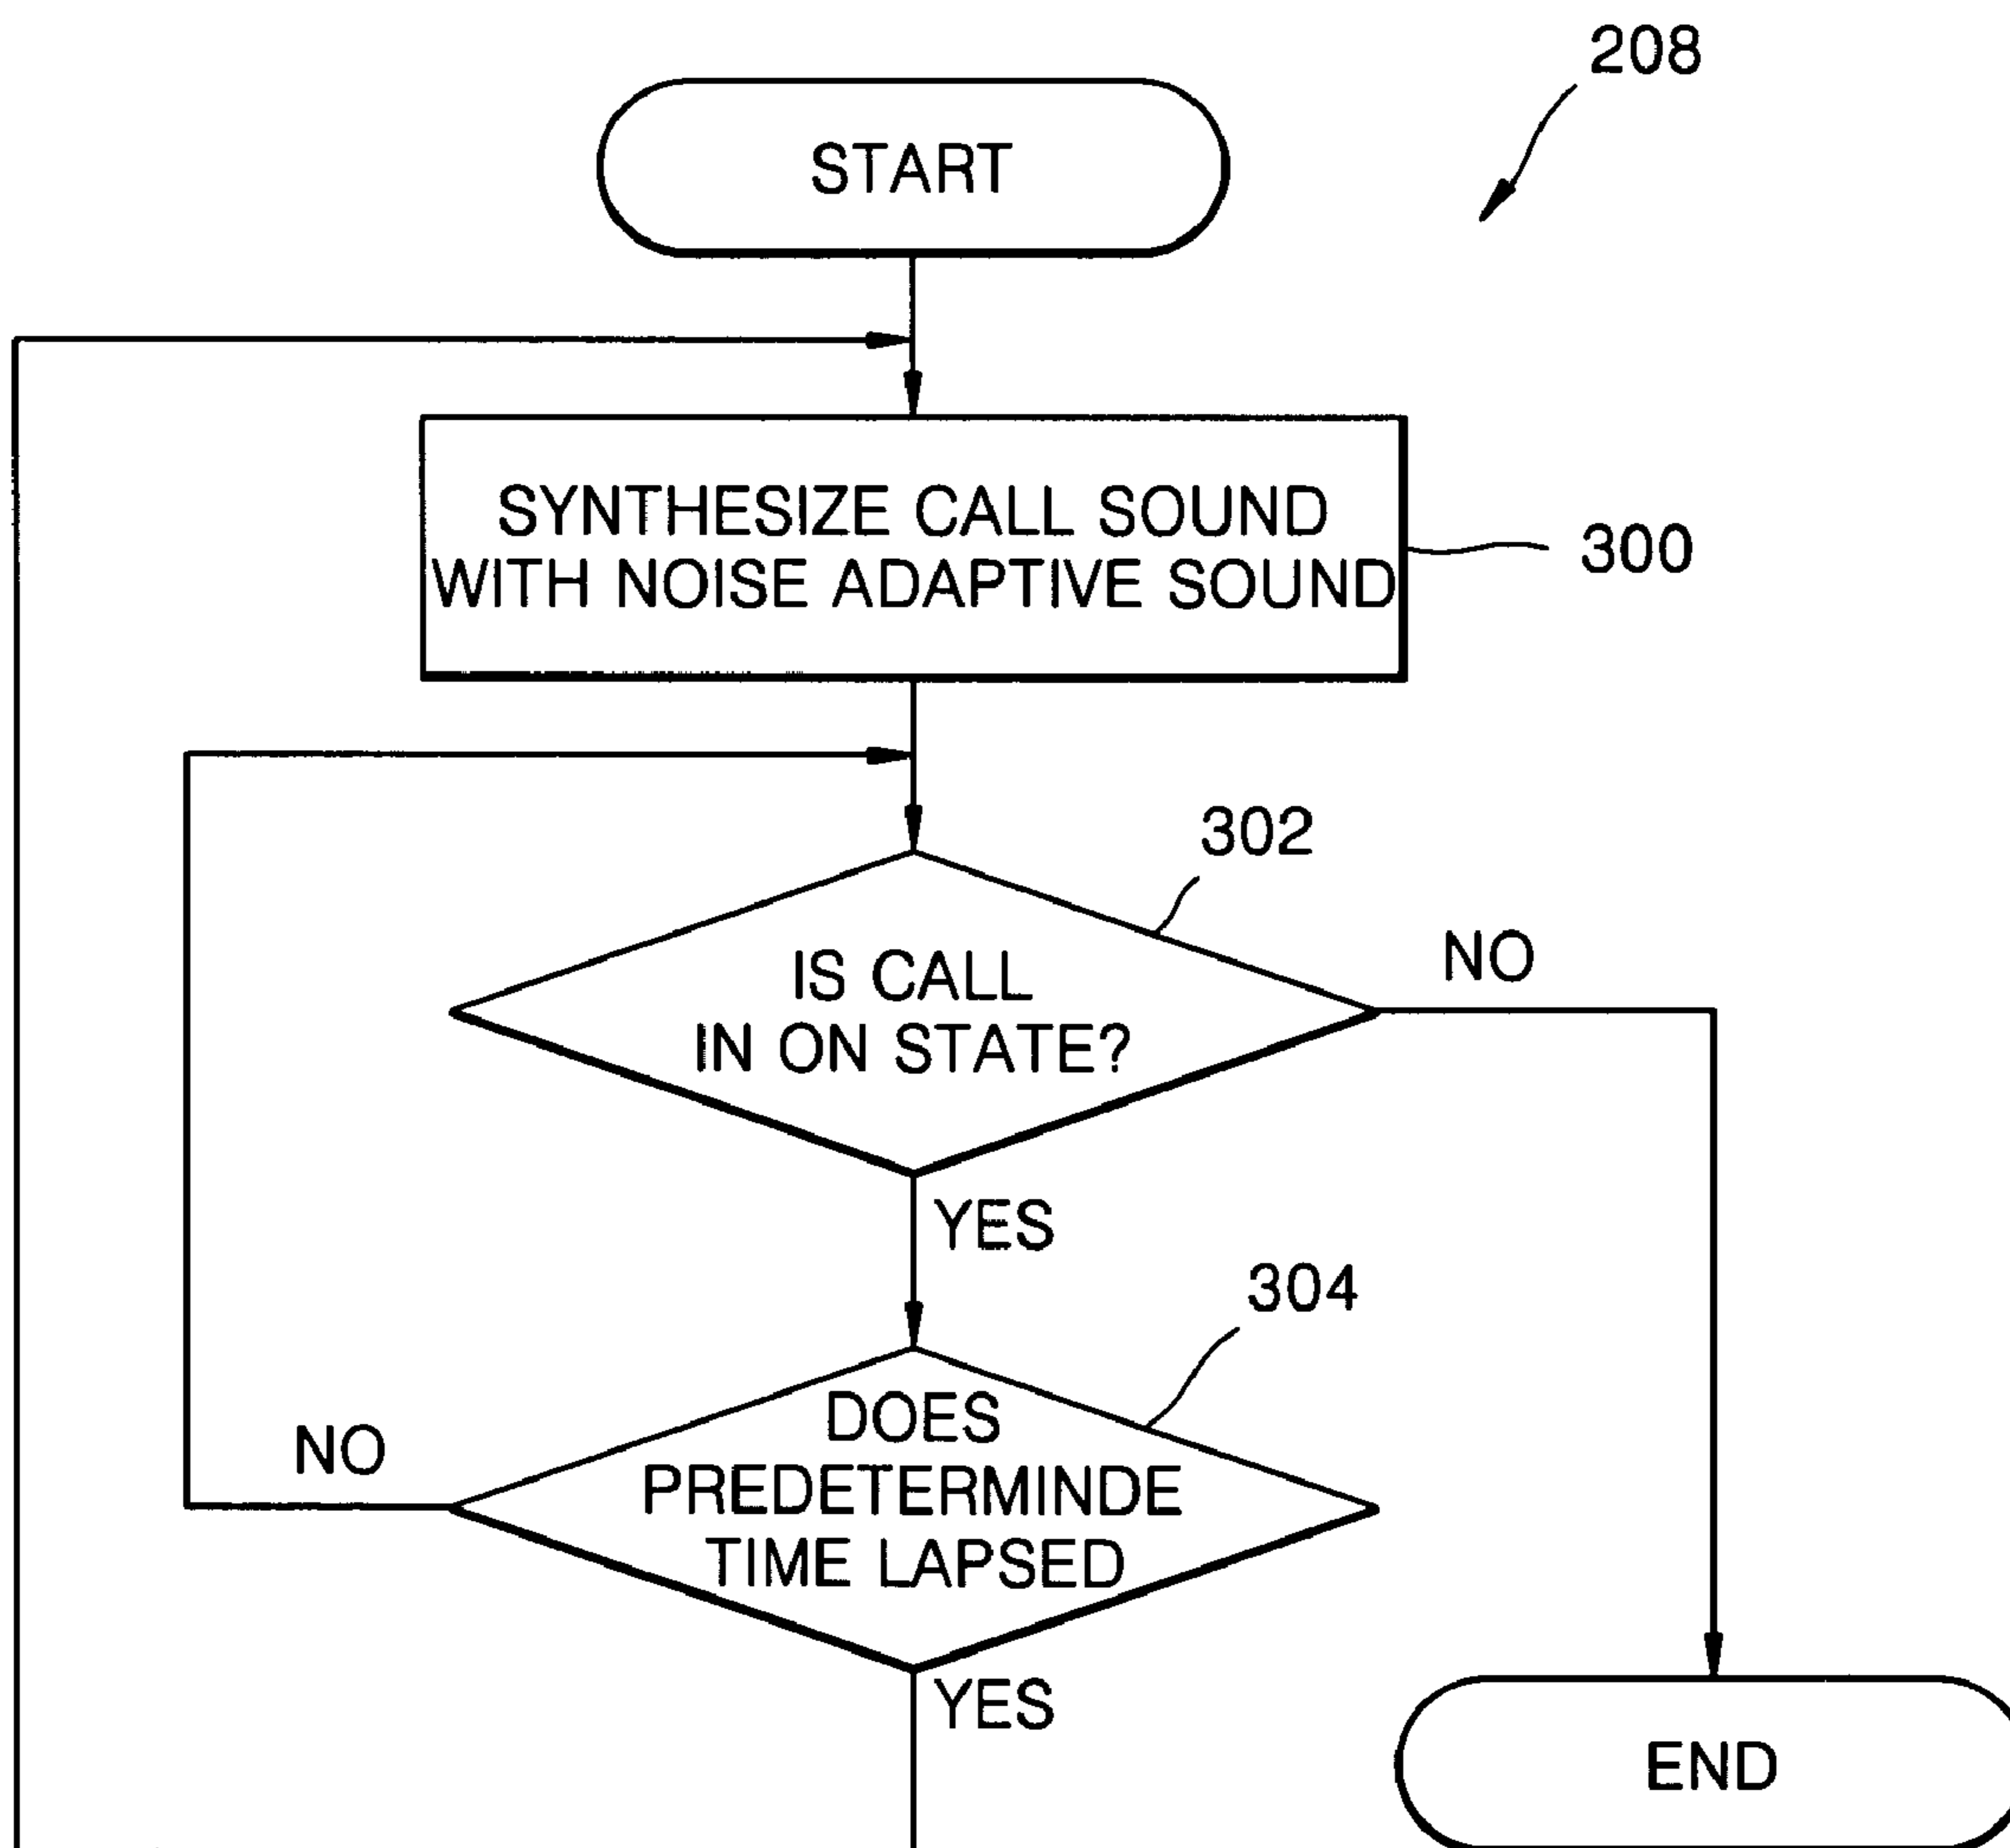 208
START
SYNTHESIZE CALL SOUND
WITH NOISE ADAPTIVE SOUND
300
302
IS CALL
IN ON STATE?
NO
YES
304
DOES
PREDETERMINDE
TIME LAPSED
NO
YES
END